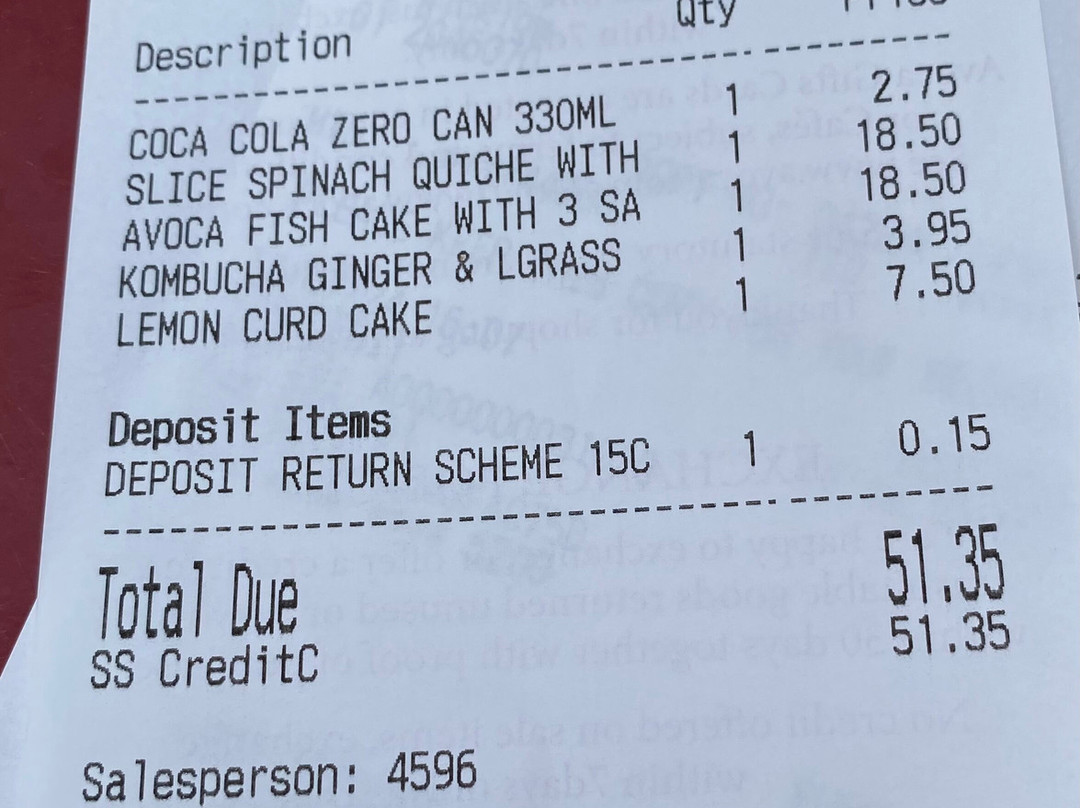 Description Qty
COCA COLA ZERO CAN 330ML 1 2.75
SLICE SPINACH QUICHE WITH 1 18.50
AVOCA FISH CAKE WITH 3 SA 1 18.50
KOMBUCHA GINGER & LGRASS 1 3.95
LEMON CURD CAKE 1 7.50
Deposit Items
DEPOSIT RETURN SCHEME 15C 1 0.15
Total Due 51.35
SS CreditC 51.35
Salesperson: 4596